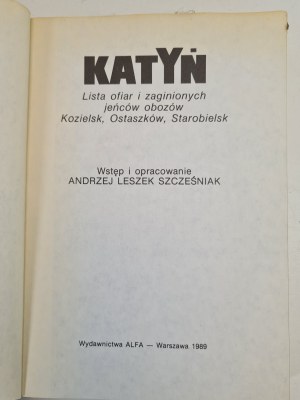 KATYŃ
Lista ofiar i zaginionych
jeńców obozów
Kozielsk, Ostaszków, Starobielsk
Wstęp i opracowanie
ANDRZEJ LESZEK SZCZEŚNIAK
Wydawnictwa ALFA — Warszawa 1989